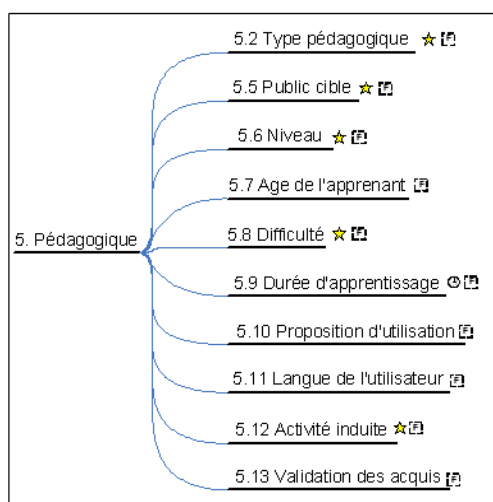 5.2 Type pédagogique
5.5 Public cible
5.6 Niveau
5.7 Age de l'apprenant
5. Pédagogique
5.8 Difficulté
5.9 Durée d'apprentissage
5.10 Proposition d'utilisation
5.11 Langue de l'utilisateur
5.12 Activité induite
5.13 Validation des acquis